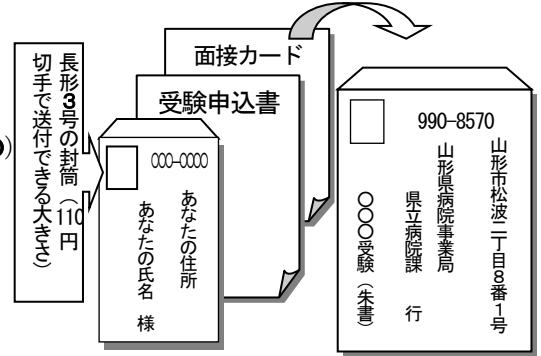 長形３号の封筒（110円
切手で送付できる大きさ）
)
面接カード
受験申込書
○○○-○○○○
あなたの住所
あなたの氏名　様
990-8570
山形市松波二丁目８番１号
山形県病院事業局
県立病院課　行
○○○受験（朱書）